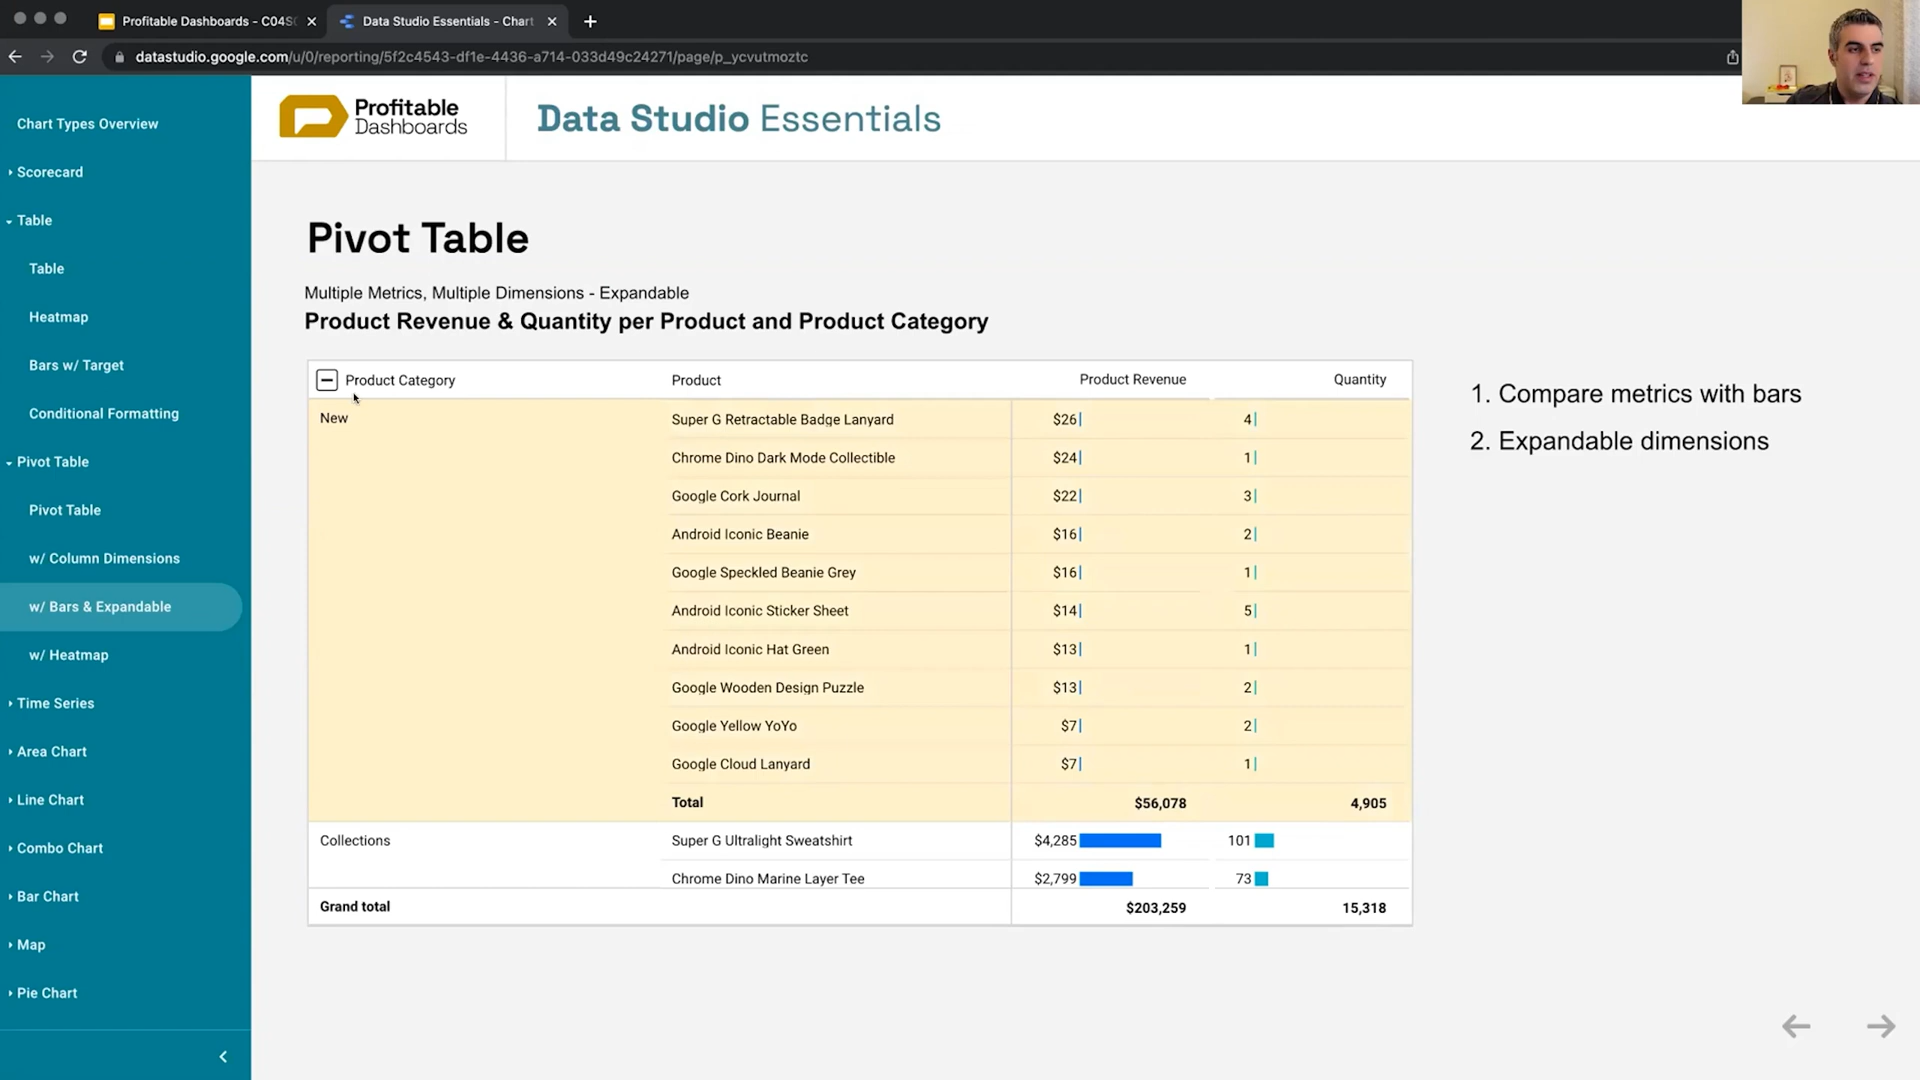 Profitable Dashboards - C04S0
Data Studio Essentials - Chart
datastudio.google.com/u/0/reporting/5f2c4543-df1e-4436-a714-033d49c24271/page/p_ycvutmoztc
Chart Types Overview
Scorecard
Table
Table
Heatmap
Bars w/ Target
Conditional Formatting
Pivot Table
Pivot Table
w/ Column Dimensions
w/ Bars & Expandable
w/ Heatmap
Time Series
Area Chart
Line Chart
Combo Chart
Bar Chart
Map
Pie Chart
Profitable
Dashboards
Data Studio Essentials
Pivot Table
Multiple Metrics, Multiple Dimensions - Expandable
Product Revenue & Quantity per Product and Product Category
Product Category Product Product Revenue Quantity
New Super G Retractable Badge Lanyard $26 4
Chrome Dino Dark Mode Collectible $24 1
Google Cork Journal $22 3
Android Iconic Beanie $16 2
Google Speckled Beanie Grey $16 1
Android Iconic Sticker Sheet $14 5
Android Iconic Hat Green $13 1
Google Wooden Design Puzzle $13 2
Google Yellow YoYo $7 2
Google Cloud Lanyard $7 1
Total $56,078 4,905
Collections Super G Ultralight Sweatshirt $4,285 101
Chrome Dino Marine Layer Tee $2,799 73
Grand total $203,259 15,318
1. Compare metrics with bars
2. Expandable dimensions